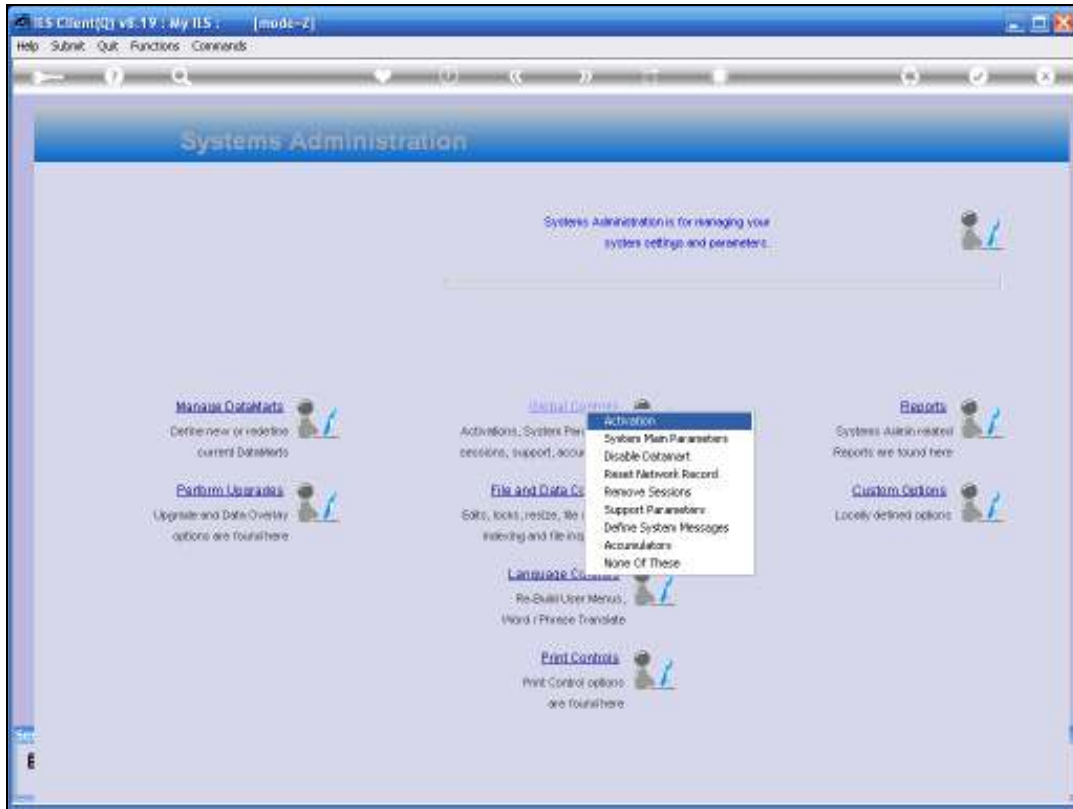 IES Client(Q) v8.19 : My IES : [mode-2]
Help Submit Quit Functions Commands
Systems Administration
Systems Administration is for managing your
system settings and parameters.
Manage DataMarts
Define new or redefine
current DataMarts
Perform Upgrades
Upgrade and Data Overlay
options are found here
Global Controls
Activations, System
sessions, support,
File and Data
Edits, locks, resize, file
indexing and file
Language
Re-Build User Menus,
Word / Phrase Translate
Print Controls
Print Control options
are found here
Activation
System Main Parameters
Disable Datamart
Reset Network Record
Remove Sessions
Support Parameters
Define System Messages
Accumulators
None Of These
Reports
Systems Admin related
Reports are found here
Custom Options
Locally defined options